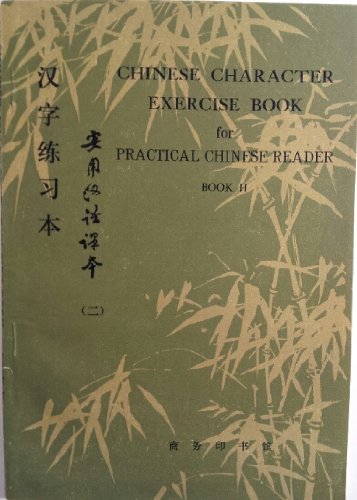 汉字练习本
实用汉语课本
(二)
CHINESE CHARACTER
EXERCISE BOOK
for
PRACTICAL CHINESE READER
BOOK II
商务印书馆